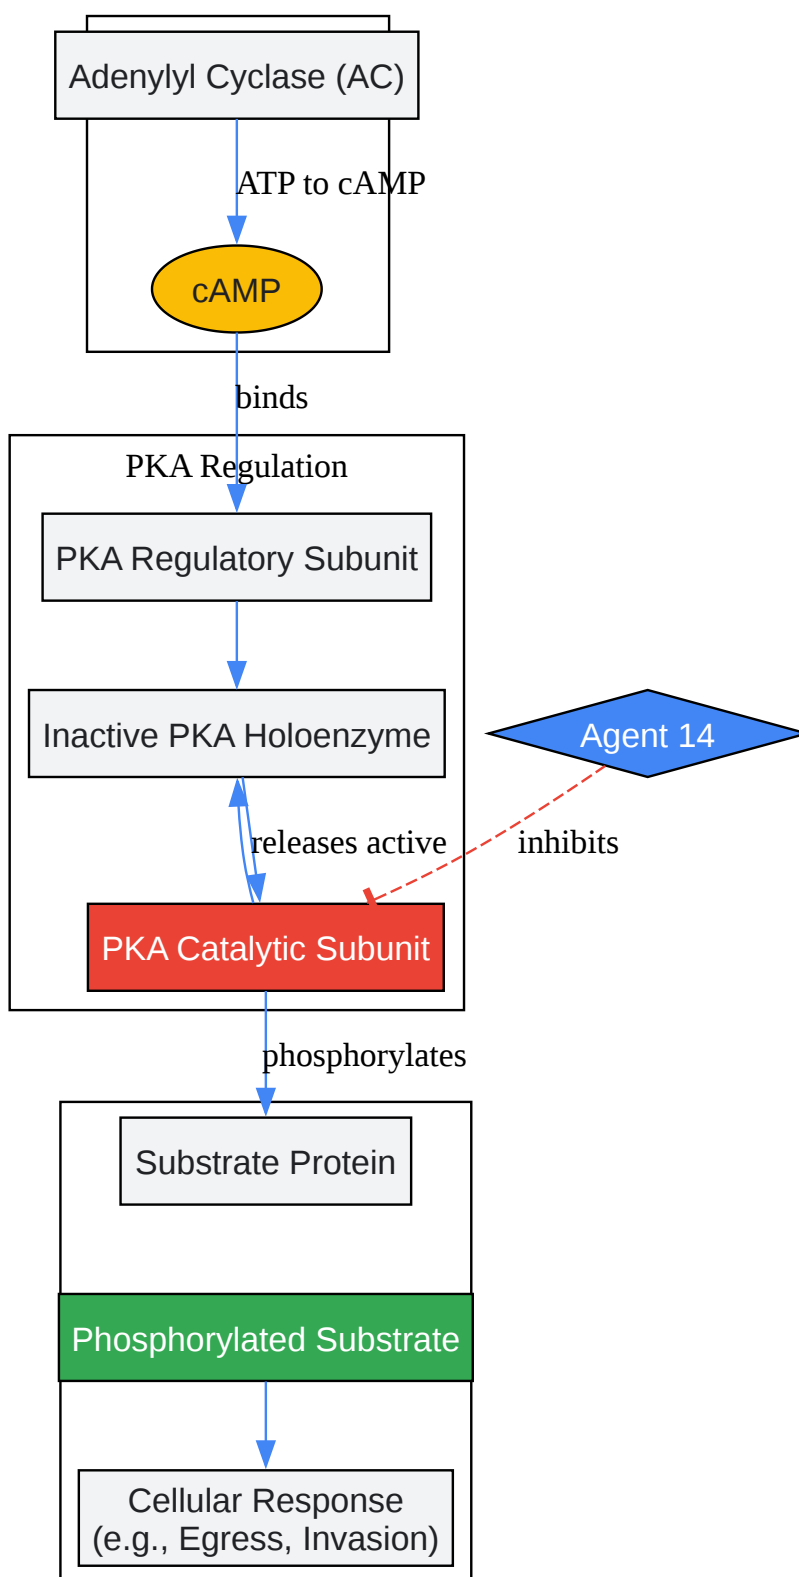 Adenylyl Cyclase (AC)
ATP to cAMP
cAMP
binds
PKA Regulation
PKA Regulatory Subunit
Inactive PKA Holoenzyme
Agent 14
releases active
inhibits
PKA Catalytic Subunit
phosphorylates
Substrate Protein
Phosphorylated Substrate
Cellular Response
(e.g., Egress, Invasion)